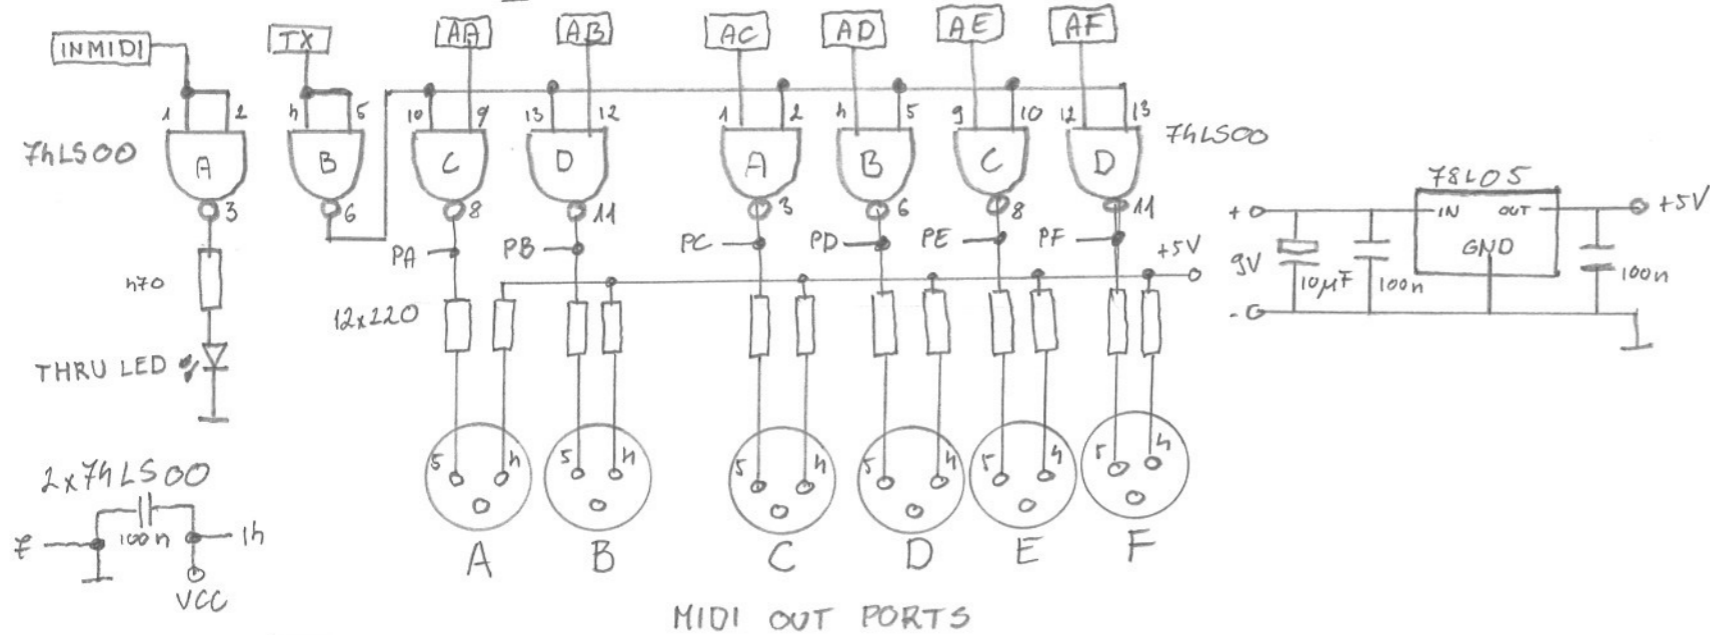 INMIDI TX AA AB AC AD AE AF
1 2 4 5 10 9 13 12 1 2 4 5 9 10 12 13
74LS00 A B C D A B C D 74LS00
3 6 8 11 3 6 8 11
78L05
+ IN OUT +5V
GND
9V 10µF 100n 100n
-
PA PB PC PD PE PF +5V
470 12x220
THRU LED
5 4 5 4 5 4 5 4 5 4 5 4
A B C D E F
2x74LS00
7 100n 14
VCC
MIDI OUT PORTS